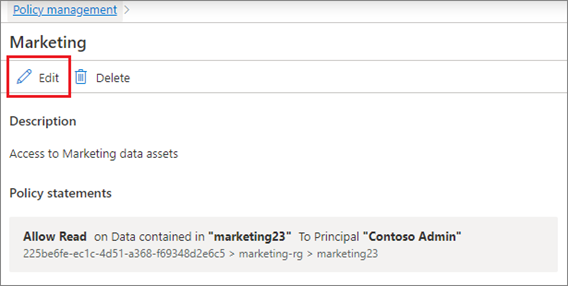 Policy management >
Marketing
Edit Delete
Description
Access to Marketing data assets
Policy statements
Allow Read on Data contained in "marketing23" To Principal "Contoso Admin"
225be6fe-ec1c-4d51-a368-f69348d2e6c5 > marketing-rg > marketing23